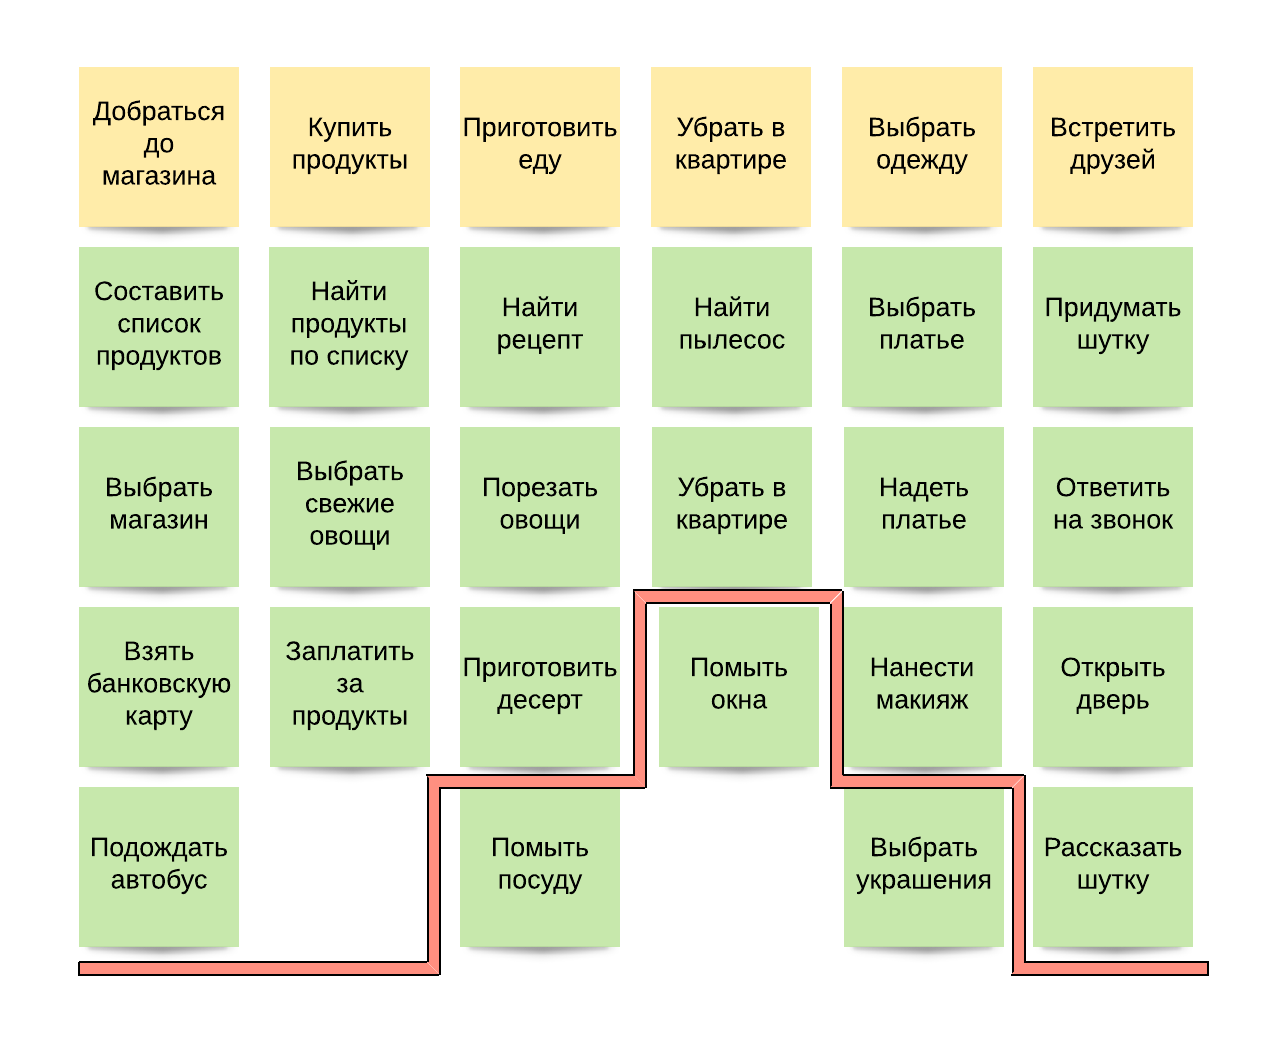 Добраться
до
магазина
Купить
продукты
Приготовить
еду
Убрать в
квартире
Выбрать
одежду
Встретить
друзей
Составить
список
продуктов
Найти
продукты
по списку
Найти
рецепт
Найти
пылесос
Выбрать
платье
Придумать
шутку
Выбрать
магазин
Выбрать
свежие
овощи
Порезать
овощи
Убрать в
квартире
Надеть
платье
Ответить
на звонок
Взять
банковскую
карту
Заплатить
за
продукты
Приготовить
десерт
Помыть
окна
Нанести
макияж
Открыть
дверь
Подождать
автобус
Помыть
посуду
Выбрать
украшения
Рассказать
шутку